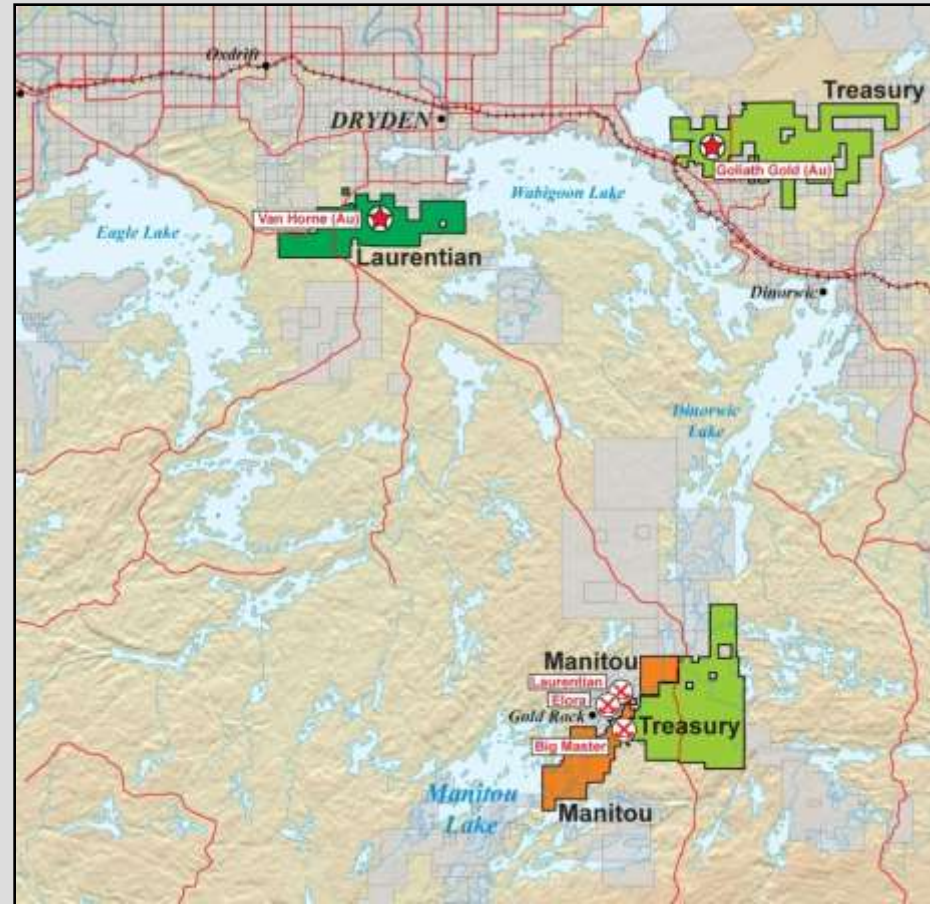 Oxdrift
Treasury
DRYDEN
Goliath Gold (Au)
Wabigoon Lake
Van Horne (Au)
Eagle Lake
Laurentian
Dinorwic
Dinorwic
Lake
Manitou
Laurentian
Elora
Gold Rock
Treasury
Big Master
Manitou
Lake
Manitou